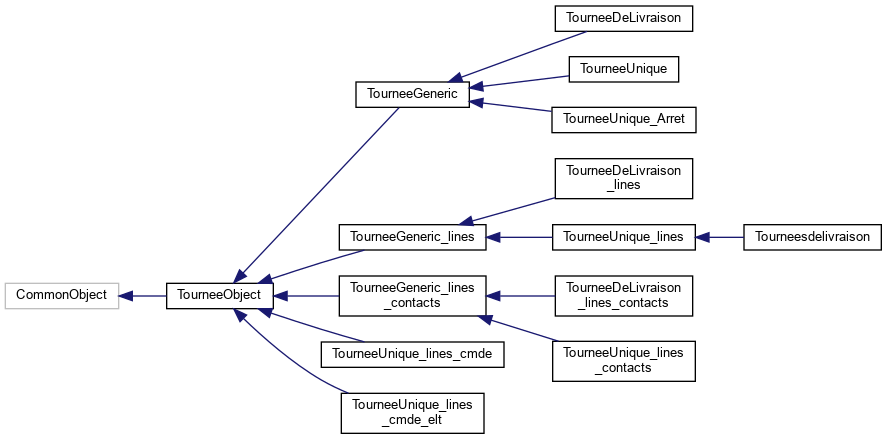 TourneeDeLivraison
TourneeUnique
TourneeGeneric
TourneeUnique_Arret
TourneeDeLivraison
_lines
TourneeGeneric_lines
TourneeUnique_lines
Tourneesdelivraison
CommonObject
TourneeObject
TourneeGeneric_lines
_contacts
TourneeDeLivraison
_lines_contacts
TourneeUnique_lines_cmde
TourneeUnique_lines
_contacts
TourneeUnique_lines
_cmde_elt